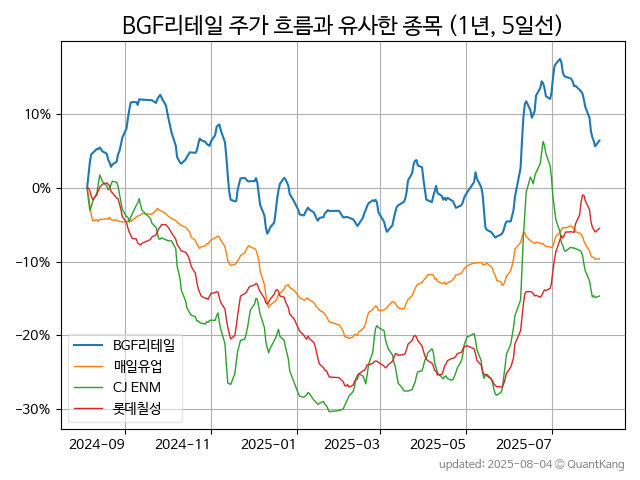 BGF리테일 주가 흐름과 유사한 종목 (1년, 5일선)
10%
0%
−10%
−20%
−30%
BGF리테일
매일유업
CJ ENM
롯데칠성
2024-09
2024-11
2025-01
2025-03
2025-05
2025-07
updated: 2025-08-04 © QuantKang